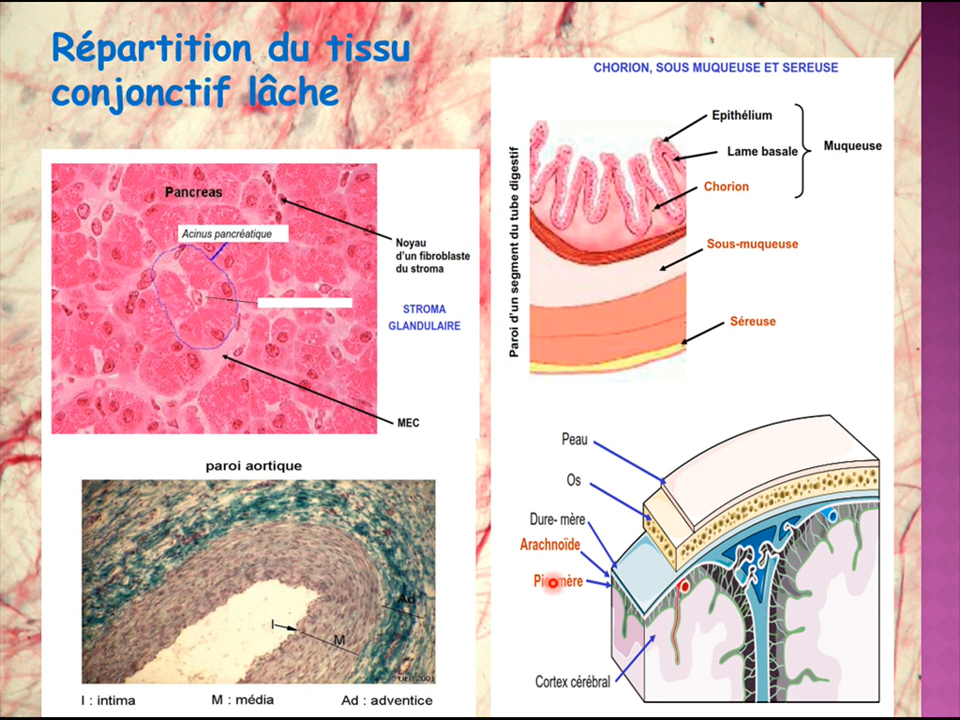 Répartition du tissu
conjonctif lâche
Pancreas
Acinus pancréatique
Noyau
d'un fibroblaste
du stroma
STROMA
GLANDULAIRE
MEC
paroi aortique
Ad
I
M
I : intima
M : média
Ad : adventice
CHORION, SOUS MUQUEUSE ET SEREUSE
Paroi d'un segment du tube digestif
Epithélium
Lame basale
Muqueuse
Chorion
Sous-muqueuse
Séreuse
Peau
Os
Dure- mère
Arachnoïde
Cortex cérébral